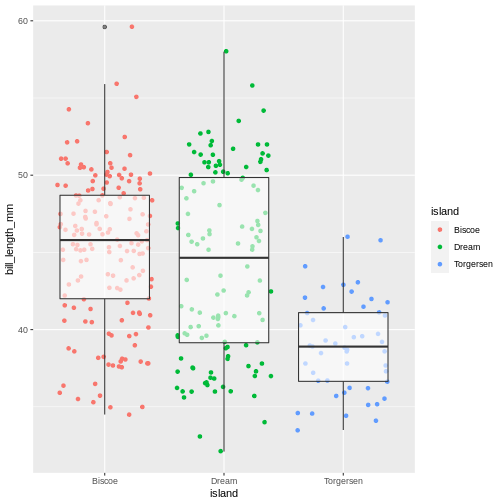 60
50
40
bill_length_mm
Biscoe
Dream
Torgersen
island
island
Biscoe
Dream
Torgersen